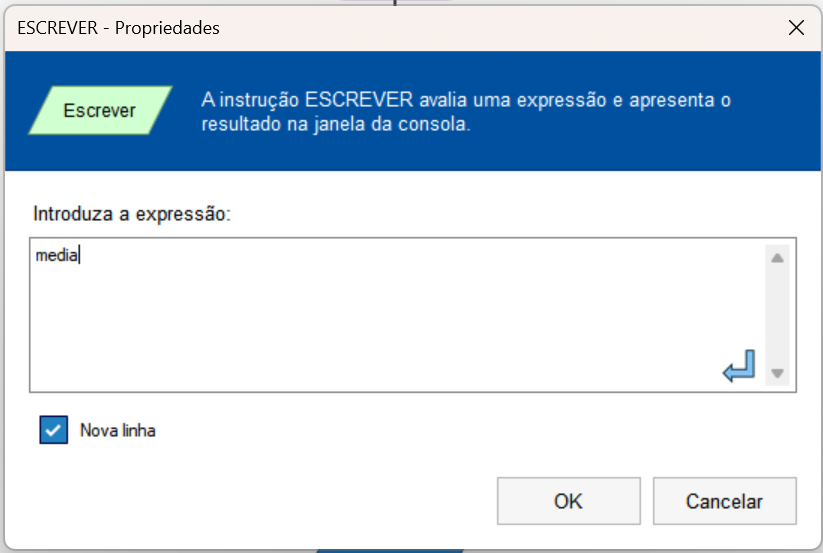 ESCREVER - Propriedades
Escrever
A instrução ESCREVER avalia uma expressão e apresenta o
resultado na janela da consola.
Introduza a expressão:
media
Nova linha
OK
Cancelar